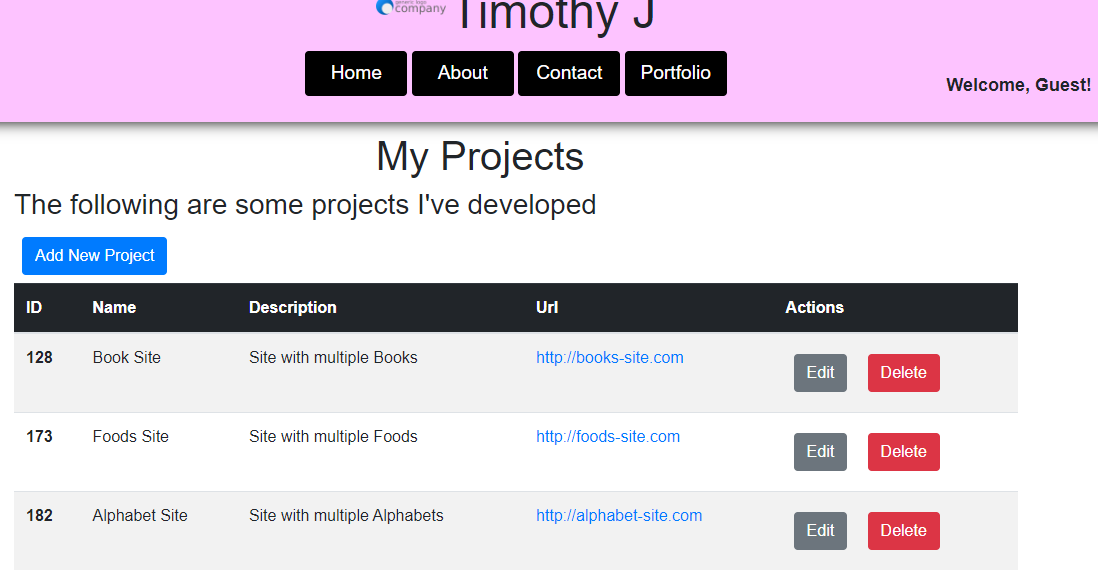 generic logo
company
Timothy J
Home About Contact Portfolio
Welcome, Guest!
My Projects
The following are some projects I've developed
Add New Project
ID Name Description Url Actions
128 Book Site Site with multiple Books http://books-site.com Edit Delete
173 Foods Site Site with multiple Foods http://foods-site.com Edit Delete
182 Alphabet Site Site with multiple Alphabets http://alphabet-site.com Edit Delete